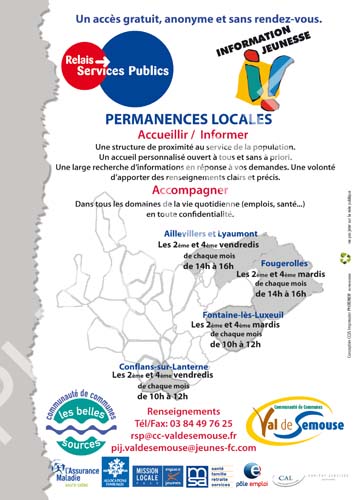 Un accès gratuit, anonyme et sans rendez-vous.
Relais
Services Publics
INFORMATION
JEUNESSE
PERMANENCES LOCALES
Accueillir / Informer
Une structure de proximité au service de la population.
Un accueil personnalisé ouvert à tous et sans à priori.
Une large recherche d'informations en réponse à vos demandes. Une volonté
d'apporter des renseignements clairs et précis.
Accompagner
Dans tous les domaines de la vie quotidienne (emplois, santé...)
en toute confidentialité.
Aillevillers et Lyaumont
Les 2ème et 4ème vendredis
de chaque mois
de 14h à 16h
Fougerolles
Les 2ème et 4ème mardis
de chaque mois
de 14h à 16h
Fontaine-lès-Luxeuil
Les 2ème et 4ème mardis
de chaque mois
de 10h à 12h
Conflans-sur-Lanterne
Les 2ème et 4ème vendredis
de chaque mois
de 10h à 12h
communauté de communes
les belles
sources
Renseignements
Tél/Fax: 03 84 49 76 25
rsp@cc-valdesemouse.fr
pij.valdesemouse@jeunes-fc.com
Communauté de Communes
Val de Semouse
l'Assurance
Maladie
ALLOCATIONS
FAMILIALES
MISSION
LOCALE
santé
famille
retraite
services
pôle emploi
CAL